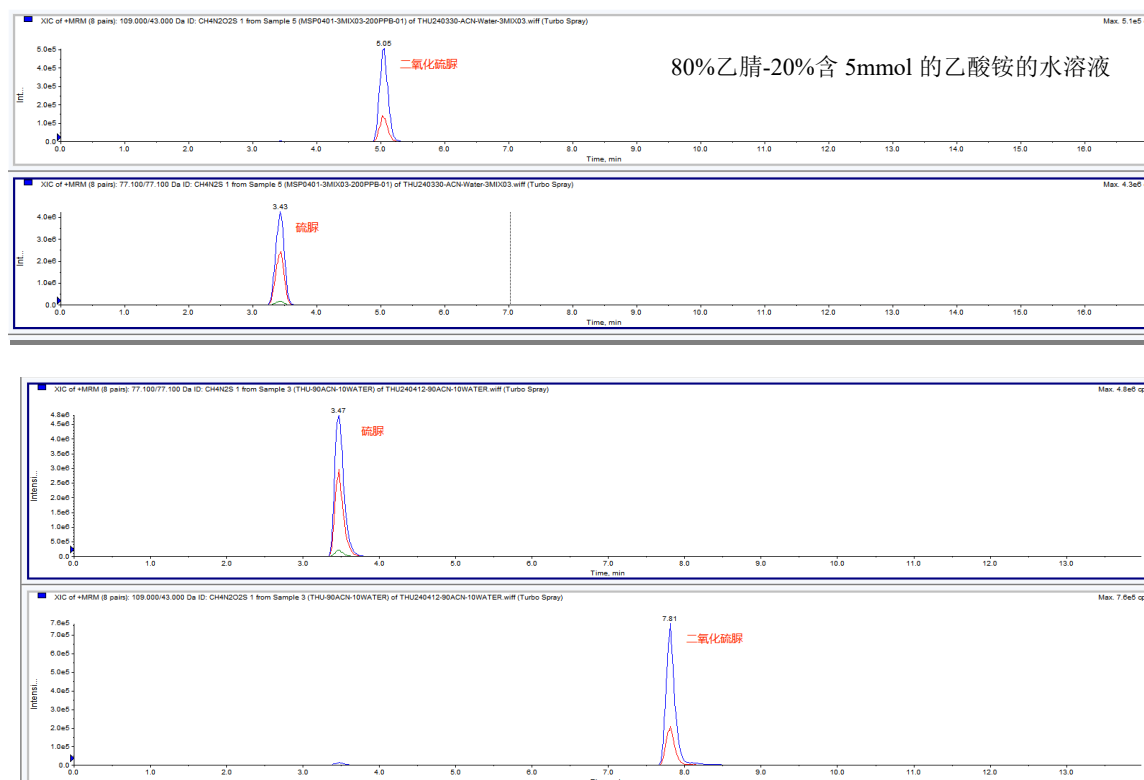 XIC of +MRM (8 pairs): 109.000/43.000 Da ID: CH4N2O2S 1 from Sample 5 (MSP0401-3MIX03-200PPB-01) of THU240330-ACN-Water-3MIX03.wiff (Turbo Spray)
Max. 5.1e5
5.05
二氧化硫脲
80%乙腈-20%含 5mmol 的乙酸铵的水溶液
5.0e5
4.0e5
3.0e5
2.0e5
1.0e5
0.0
Int...
0.0 1.0 2.0 3.0 4.0 5.0 6.0 7.0 8.0 9.0 10.0 11.0 12.0 13.0 14.0 15.0 16.0
Time, min
XIC of +MRM (8 pairs): 77.100/77.100 Da ID: CH4N2S 1 from Sample 5 (MSP0401-3MIX03-200PPB-01) of THU240330-ACN-Water-3MIX03.wiff (Turbo Spray)
Max. 4.3e6
3.43
硫脲
4.0e6
3.0e6
2.0e6
1.0e6
0.0
Int...
0.0 1.0 2.0 3.0 4.0 5.0 6.0 7.0 8.0 9.0 10.0 11.0 12.0 13.0 14.0 15.0 16.0
Time, min
XIC of +MRM (8 pairs): 77.100/77.100 Da ID: CH4N2S 1 from Sample 3 (THU-90ACN-10WATER) of THU240412-90ACN-10WATER.wiff (Turbo Spray)
Max. 4.8e6 cp
3.47
硫脲
4.8e6
4.5e6
4.0e6
3.5e6
3.0e6
2.5e6
2.0e6
1.5e6
1.0e6
5.0e5
0.0
Intensi...
0.0 1.0 2.0 3.0 4.0 5.0 6.0 7.0 8.0 9.0 10.0 11.0 12.0 13.0
Time, min
XIC of +MRM (8 pairs): 109.000/43.000 Da ID: CH4N2O2S 1 from Sample 3 (THU-90ACN-10WATER) of THU240412-90ACN-10WATER.wiff (Turbo Spray)
Max. 7.6e5 cp
7.81
二氧化硫脲
7.6e5
7.0e5
6.0e5
5.0e5
4.0e5
3.0e5
2.0e5
1.0e5
0.0
Intensi...
0.0 1.0 2.0 3.0 4.0 5.0 6.0 7.0 8.0 9.0 10.0 11.0 12.0 13.0